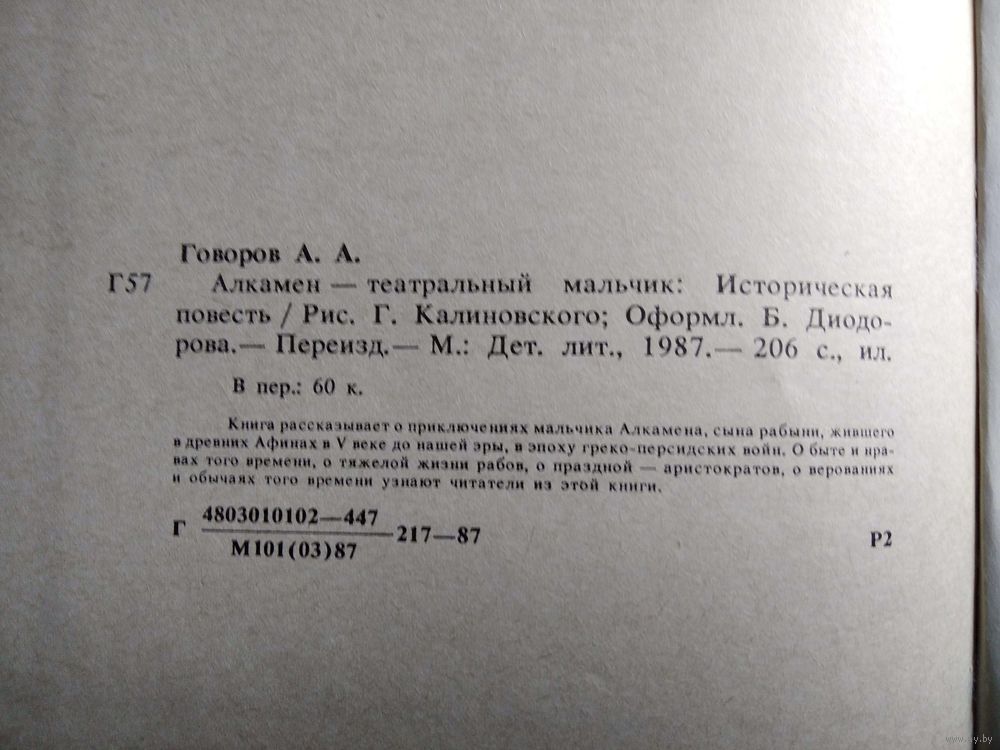 Говоров А. А.
Г57 Алкамен — театральный мальчик: Историческая
повесть / Рис. Г. Калиновского; Оформл. Б. Диодо-
рова.— Переизд.— М.: Дет. лит., 1987.— 206 с., ил.
В пер.: 60 к.
Книга рассказывает о приключениях мальчика Алкамена, сына рабыни, жившего
в древних Афинах в V веке до нашей эры, в эпоху греко-персидских войн. О быте и нра-
вах того времени, о тяжелой жизни рабов, о праздной — аристократов, о верованиях
и обычаях того времени узнают читатели из этой книги.
Г 4803010102—447
М101(03)87 217—87
Р2